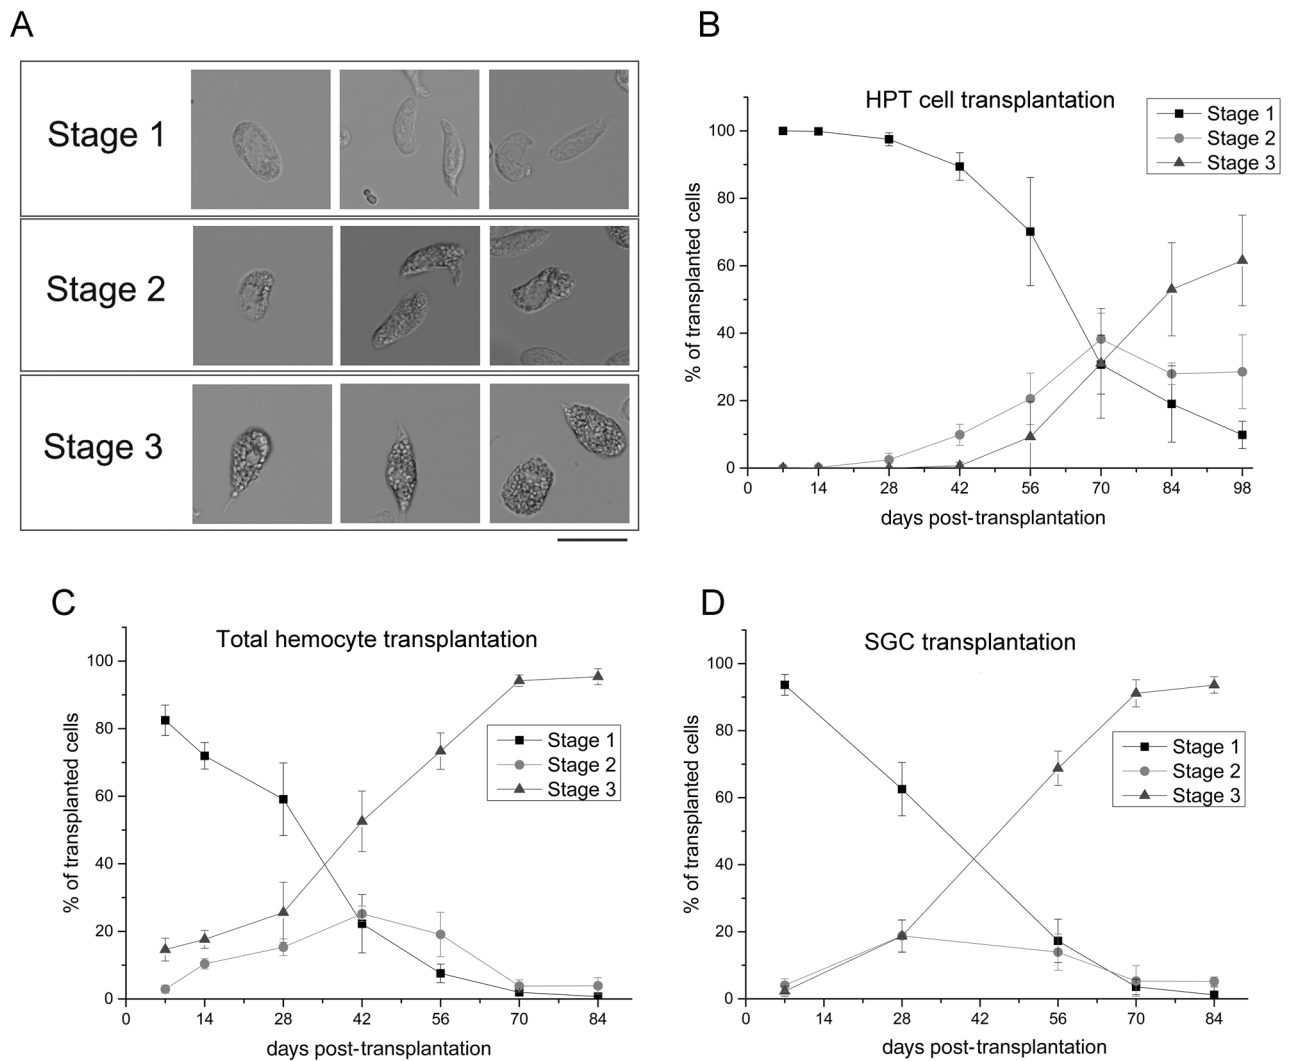 A
Stage 1
Stage 2
Stage 3
B
HPT cell transplantation
Stage 1
Stage 2
Stage 3
% of transplanted cells
100
80
60
40
20
0
0 14 28 42 56 70 84 98
days post-transplantation
C
Total hemocyte transplantation
Stage 1
Stage 2
Stage 3
% of transplanted cells
100
80
60
40
20
0
0 14 28 42 56 70 84
days post-transplantation
D
SGC transplantation
Stage 1
Stage 2
Stage 3
% of transplanted cells
100
80
60
40
20
0
0 14 28 42 56 70 84
days post-transplantation